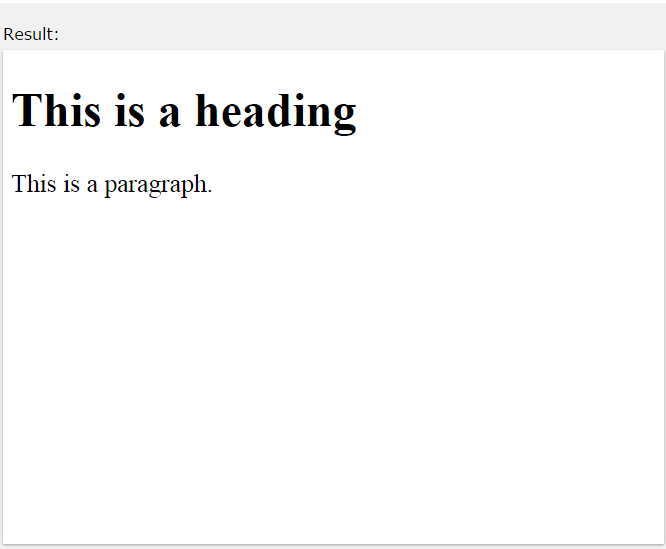 Result:
This is a heading
This is a paragraph.